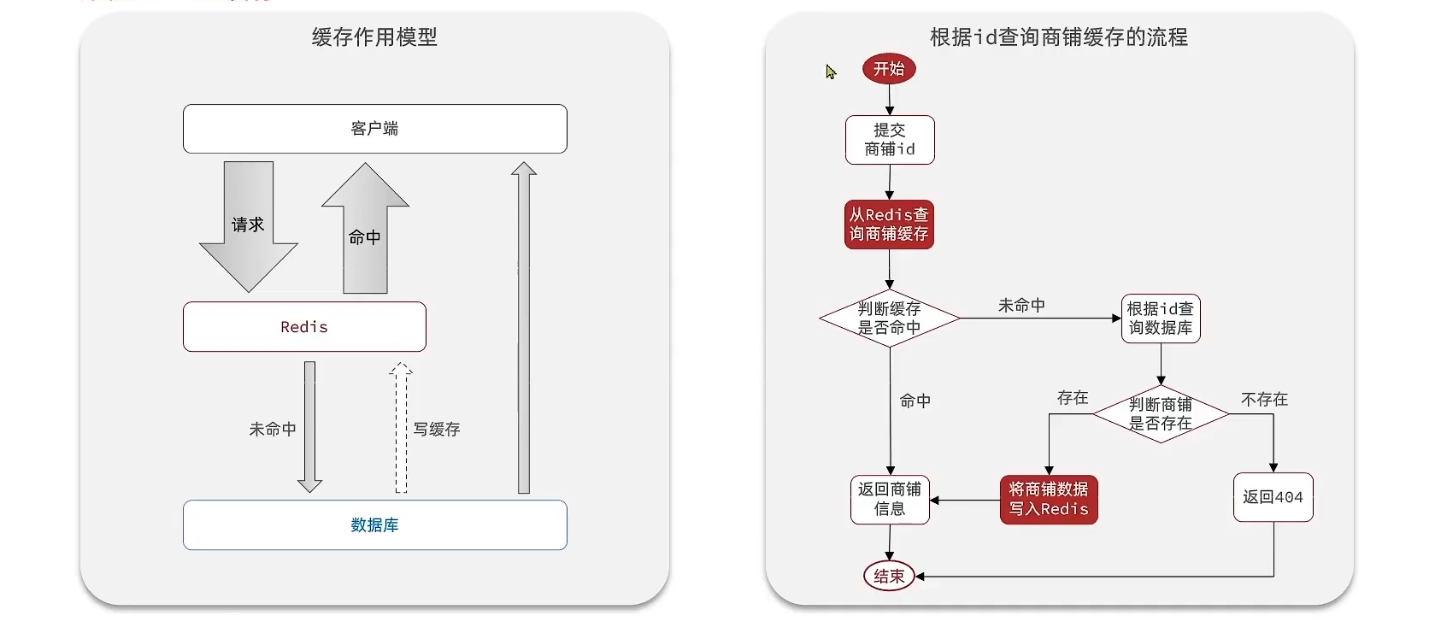 缓存作用模型
客户端
请求
命中
Redis
未命中
写缓存
数据库
根据id查询商铺缓存的流程
开始
提交
商铺id
从Redis查
询商铺缓存
判断缓存
是否命中
未命中
根据id查
询数据库
命中
存在
判断商铺
是否存在
不存在
返回商铺
信息
将商铺数据
写入Redis
返回404
结束